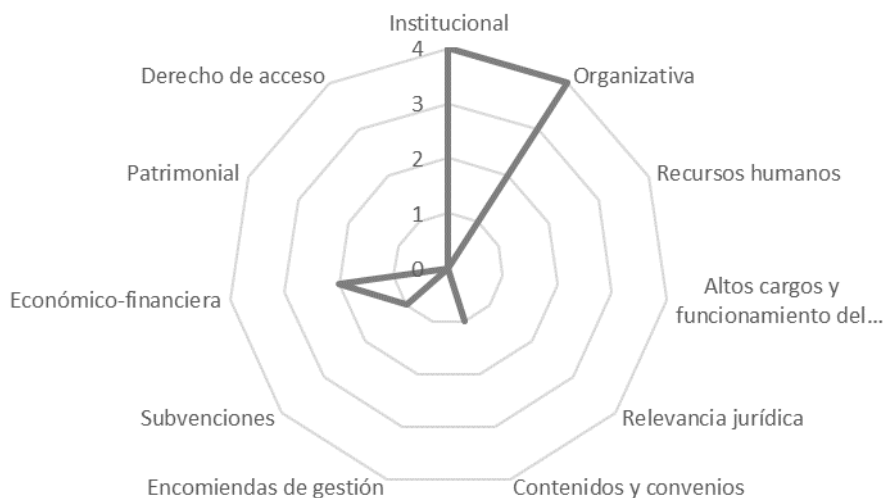 Institucional
4
Derecho de acceso
Organizativa
3
Patrimonial
Recursos humanos
2
1
0
Económico-financiera
Altos cargos y
funcionamiento del...
Subvenciones
Relevancia jurídica
Encomiendas de gestión
Contenidos y convenios